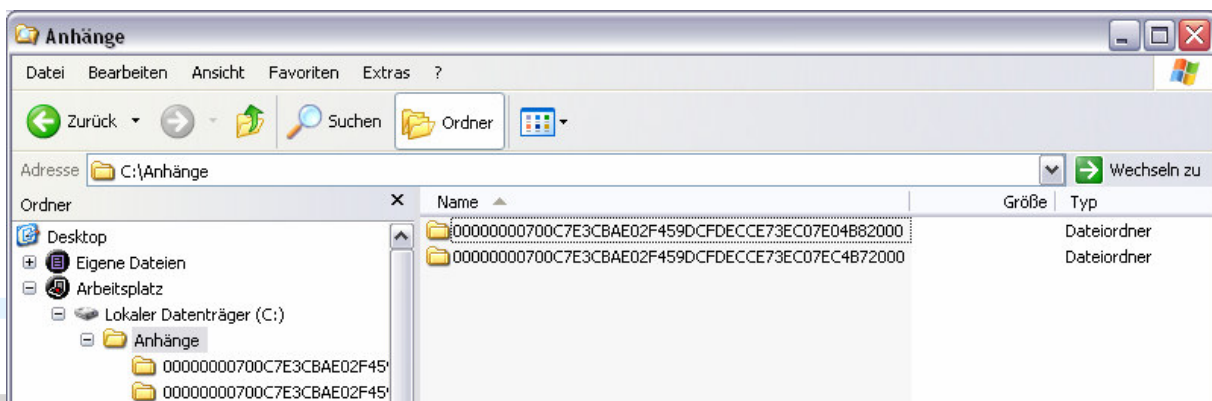 Anhänge
Datei Bearbeiten Ansicht Favoriten Extras ?
Zurück Suchen Ordner
Adresse C:\Anhänge Wechseln zu
Ordner × Name Größe Typ
Desktop
00000000700C7E3CBAE02F459DCFDECCE73EC07E04B82000 Dateiordner
Eigene Dateien
00000000700C7E3CBAE02F459DCFDECCE73EC07EC4B72000 Dateiordner
Arbeitsplatz
Lokaler Datenträger (C:)
Anhänge
00000000700C7E3CBAE02F45
00000000700C7E3CBAE02F45